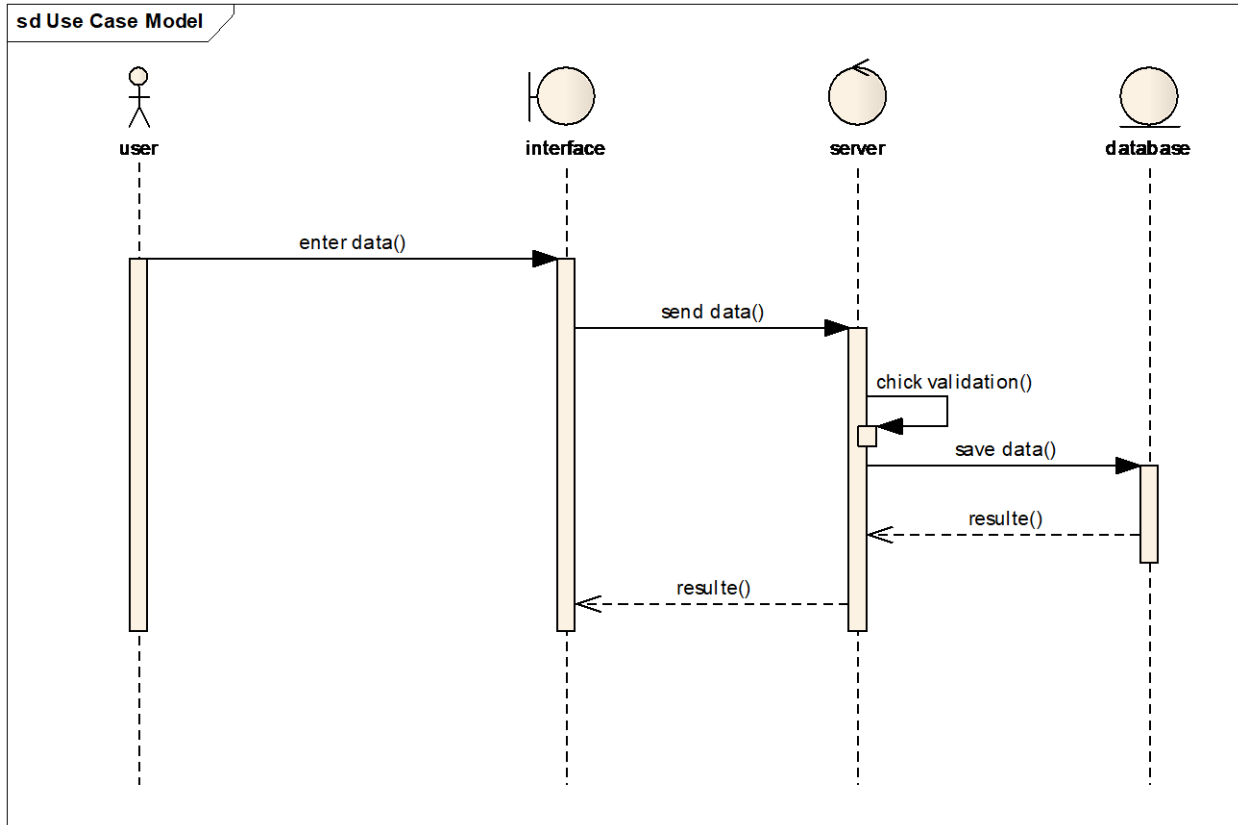 sd Use Case Model
user
interface
server
database
enter data()
send data()
chick validation()
save data()
resulte()
resulte()